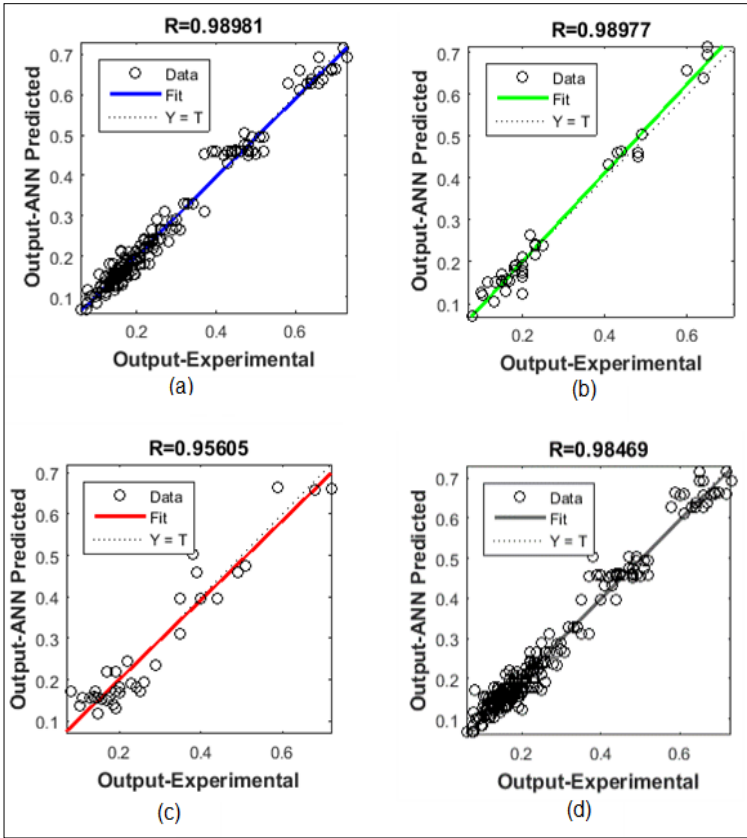 R=0.98981
Output-ANN Predicted
0.7
0.6
0.5
0.4
0.3
0.2
0.1
Data
Fit
Y = T
0.2 0.4 0.6
Output-Experimental
(a)
R=0.98977
Output-ANN Predicted
0.7
0.6
0.5
0.4
0.3
0.2
0.1
Data
Fit
Y = T
0.2 0.4 0.6
Output-Experimental
(b)
R=0.95605
Output-ANN Predicted
0.7
0.6
0.5
0.4
0.3
0.2
0.1
Data
Fit
Y = T
0.2 0.4 0.6
Output-Experimental
(c)
R=0.98469
Output-ANN Predicted
0.7
0.6
0.5
0.4
0.3
0.2
0.1
Data
Fit
Y = T
0.2 0.4 0.6
Output-Experimental
(d)